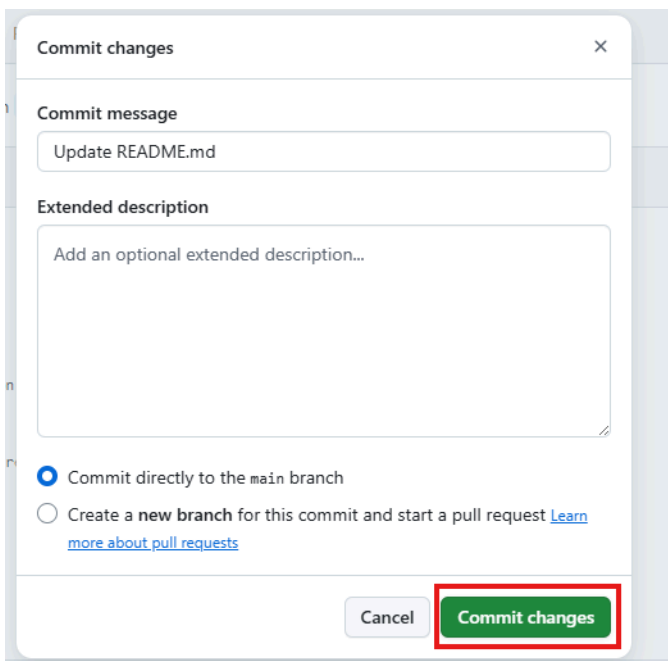 Commit changes
Commit message
Update README.md
Extended description
Add an optional extended description...
Commit directly to the main branch
Create a new branch for this commit and start a pull request Learn
more about pull requests
Cancel
Commit changes